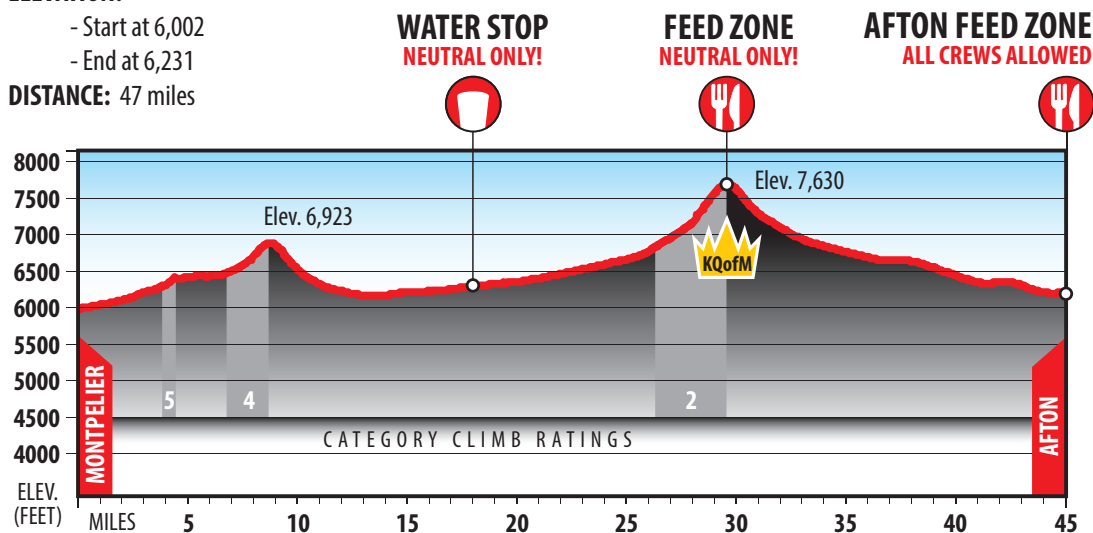 - Start at 6,002
- End at 6,231
DISTANCE: 47 miles
WATER STOP
NEUTRAL ONLY!
FEED ZONE
NEUTRAL ONLY!
AFTON FEED ZONE
ALL CREWS ALLOWED
8000
7500
7000
6500
6000
5500
5000
4500
4000
ELEV.
(FEET)
Elev. 6,923
Elev. 7,630
KQofM
MONTPELIER
5
4
2
AFTON
CATEGORY CLIMB RATINGS
MILES 5 10 15 20 25 30 35 40 45